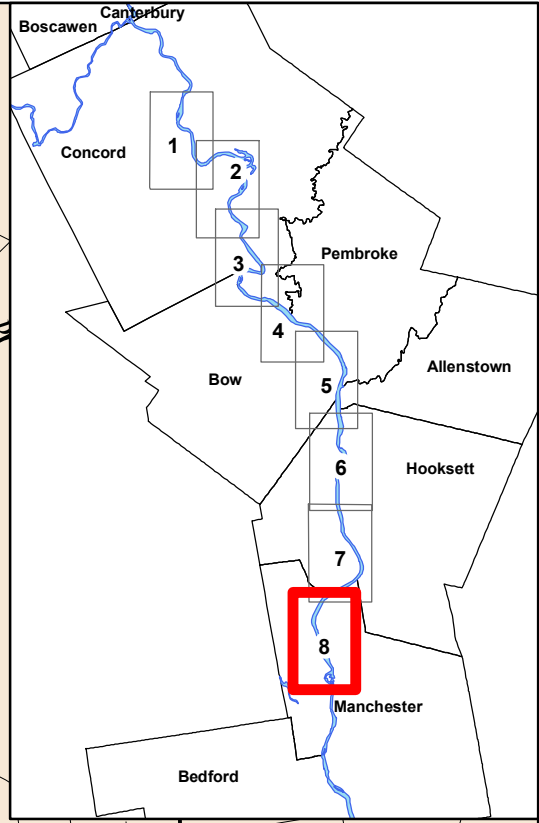 Canterbury
Boscawen
1
Concord
2
Pembroke
3
4
Allenstown
Bow
5
6
Hooksett
7
8
Manchester
Bedford